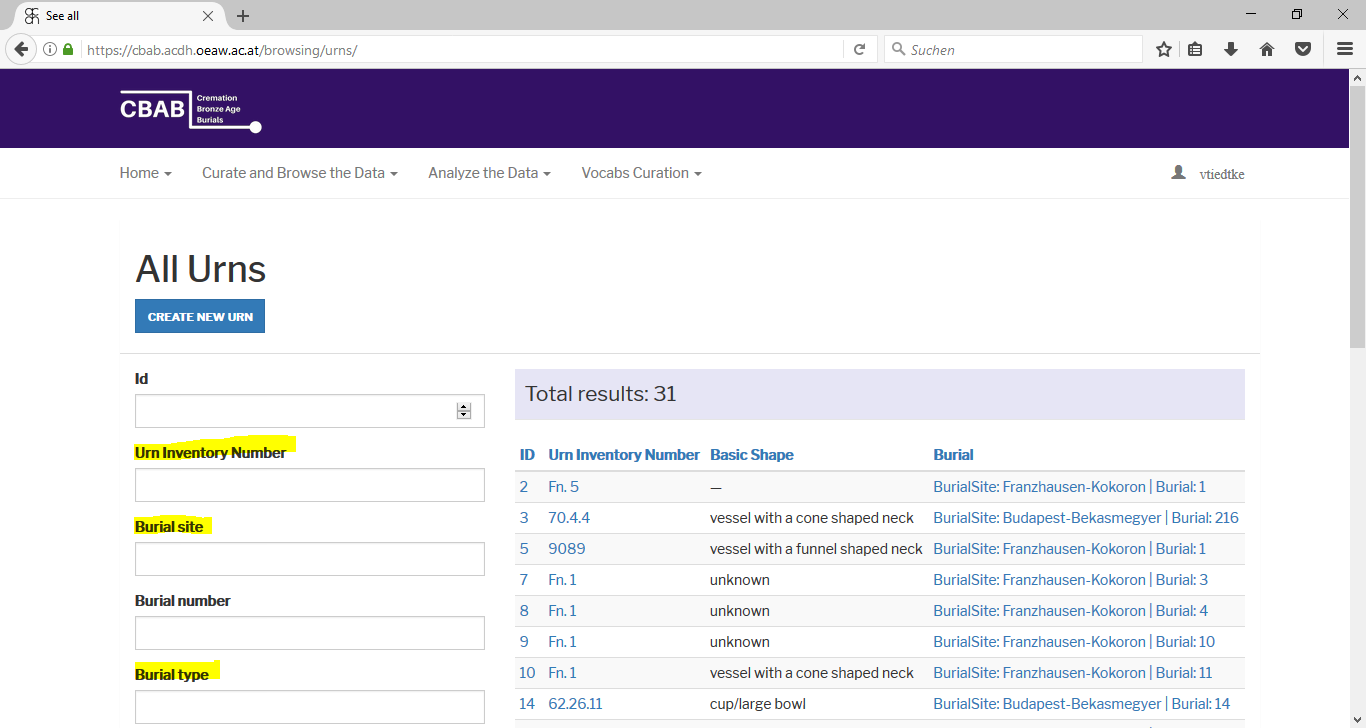 See all
https://cbab.acdh.oeaw.ac.at/browsing/urns/
Suchen
CBAB
Cremation
Bronze Age
Burials
Home
Curate and Browse the Data
Analyze the Data
Vocabs Curation
vtiedtke
All Urns
CREATE NEW URN
Id
Urn Inventory Number
Burial site
Burial number
Burial type
Total results: 31
ID Urn Inventory Number Basic Shape Burial
2 Fn. 5 — BurialSite: Franzhausen-Kokoron | Burial: 1
3 70.4.4 vessel with a cone shaped neck BurialSite: Budapest-Bekasmegyer | Burial: 216
5 9089 vessel with a funnel shaped neck BurialSite: Franzhausen-Kokoron | Burial: 1
7 Fn. 1 unknown BurialSite: Franzhausen-Kokoron | Burial: 3
8 Fn. 1 unknown BurialSite: Franzhausen-Kokoron | Burial: 4
9 Fn. 1 unknown BurialSite: Franzhausen-Kokoron | Burial: 10
10 Fn. 1 vessel with a cone shaped neck BurialSite: Franzhausen-Kokoron | Burial: 11
14 62.26.11 cup/large bowl BurialSite: Budapest-Bekasmegyer | Burial: 14